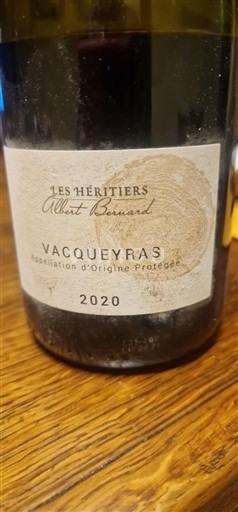 LES HÉRITIERS
Albert Bernard
VACQUEYRAS
Appellation d'Origine Protégée
2020